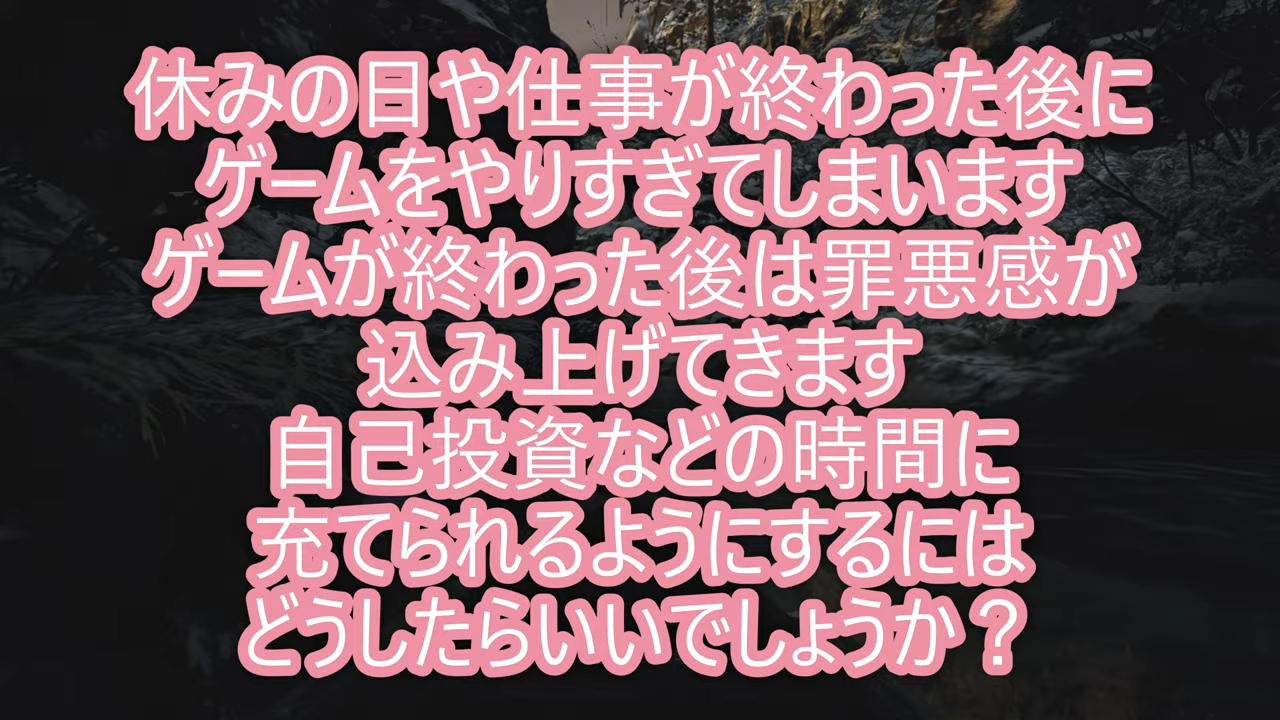 休みの日や仕事が終わった後に
ゲームをやりすぎてしまいます
ゲームが終わった後は罪悪感が
込み上げてきます
自己投資などの時間に
充てられるようにするには
どうしたらいいでしょうか？